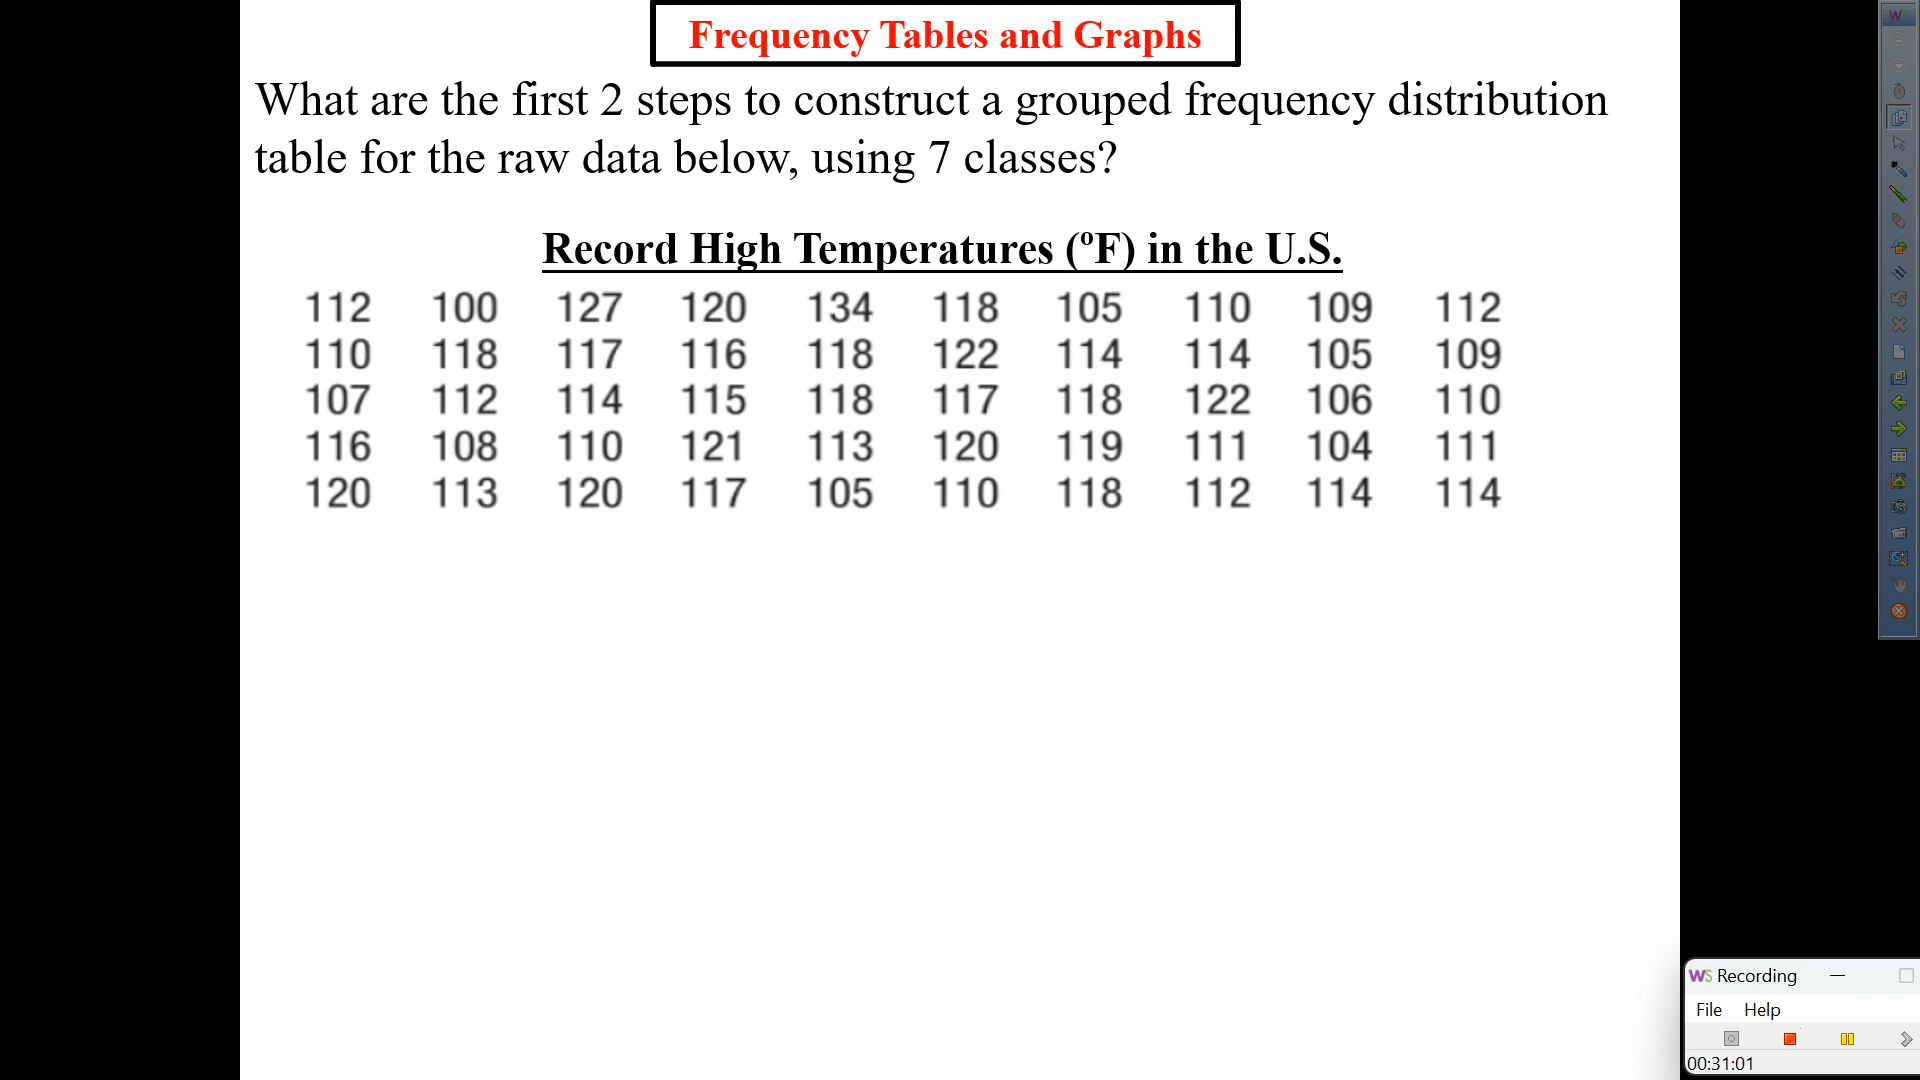 Frequency Tables and Graphs
What are the first 2 steps to construct a grouped frequency distribution
table for the raw data below, using 7 classes?
Record High Temperatures (ºF) in the U.S.
112 100 127 120 134 118 105 110 109 112
110 118 117 116 118 122 114 114 105 109
107 112 114 115 118 117 118 122 106 110
116 108 110 121 113 120 119 111 104 111
120 113 120 117 105 110 118 112 114 114
WS
WS Recording
File Help
00:31:01